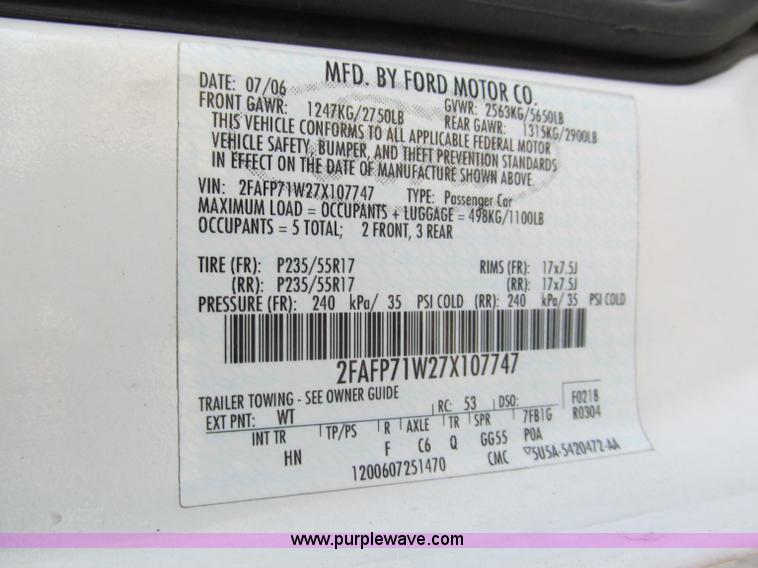 MFD. BY FORD MOTOR CO.
DATE: 07/06 GVWR: 2563KG/5650LB
FRONT GAWR: 1247KG/2750LB REAR GAWR: 1315KG/2900LB
THIS VEHICLE CONFORMS TO ALL APPLICABLE FEDERAL MOTOR
VEHICLE SAFETY, BUMPER, AND THEFT PREVENTION STANDARDS
IN EFFECT ON THE DATE OF MANUFACTURE SHOWN ABOVE.
VIN: 2FAFP71W27X107747 TYPE: Passenger Car
MAXIMUM LOAD = OCCUPANTS + LUGGAGE = 498KG/1100LB
OCCUPANTS = 5 TOTAL; 2 FRONT, 3 REAR
TIRE (FR): P235/55R17 RIMS (FR): 17x7.5J
(RR): P235/55R17 (RR): 17x7.5J
PRESSURE (FR): 240 kPa/ 35 PSI COLD (RR): 240 kPa/ 35 PSI COLD
2FAFP71W27X107747
TRAILER TOWING - SEE OWNER GUIDE
EXT PNT: WT RC: 53 DSO: F0218
INT TR TP/PS R AXLE TR SPR 7FB1G R0304
HN F C6 Q GG55 POA
1200607251470 CMC 5U5A-5420472-AA
www.purplewave.com